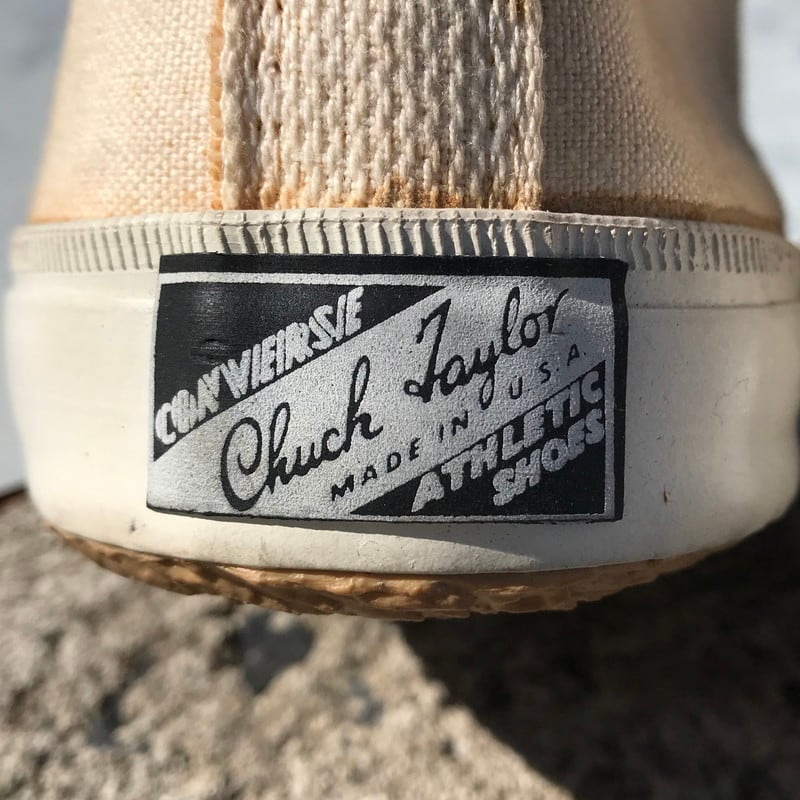 CONVERSE
Chuck Taylor
MADE IN U.S.A.
ATHLETIC
SHOES